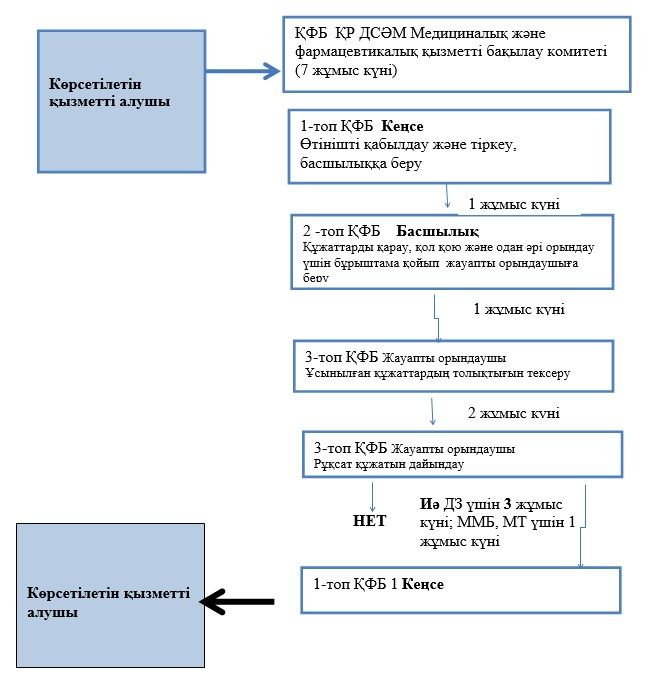 Көрсетілетін
қызметті алушы
ҚФБ ҚР ДСӘМ Медициналық және
фармацевтикалық қызметті бақылау комитеті
(7 жұмыс күні)
1-топ ҚФБ Кеңсе
Өтінішті қабылдау және тіркеу,
басшылыққа беру
1 жұмыс күні
2 -топ ҚФБ Басшылық
Құжаттарды қарау, қол қою және одан әрі орындау
үшін бұрыштама қойып жауапты орындаушыға
беру
1 жұмыс күні
3-топ ҚФБ Жауапты орындаушы
Ұсынылған құжаттардың толықтығын тексеру
2 жұмыс күні
3-топ ҚФБ Жауапты орындаушы
Рұқсат құжатын дайындау
НЕТ
Иә ДЗ үшін 3 жұмыс
күні; ММБ, МТ үшін 1
жұмыс күні
1-топ ҚФБ 1 Кеңсе
Көрсетілетін қызметті
алушы